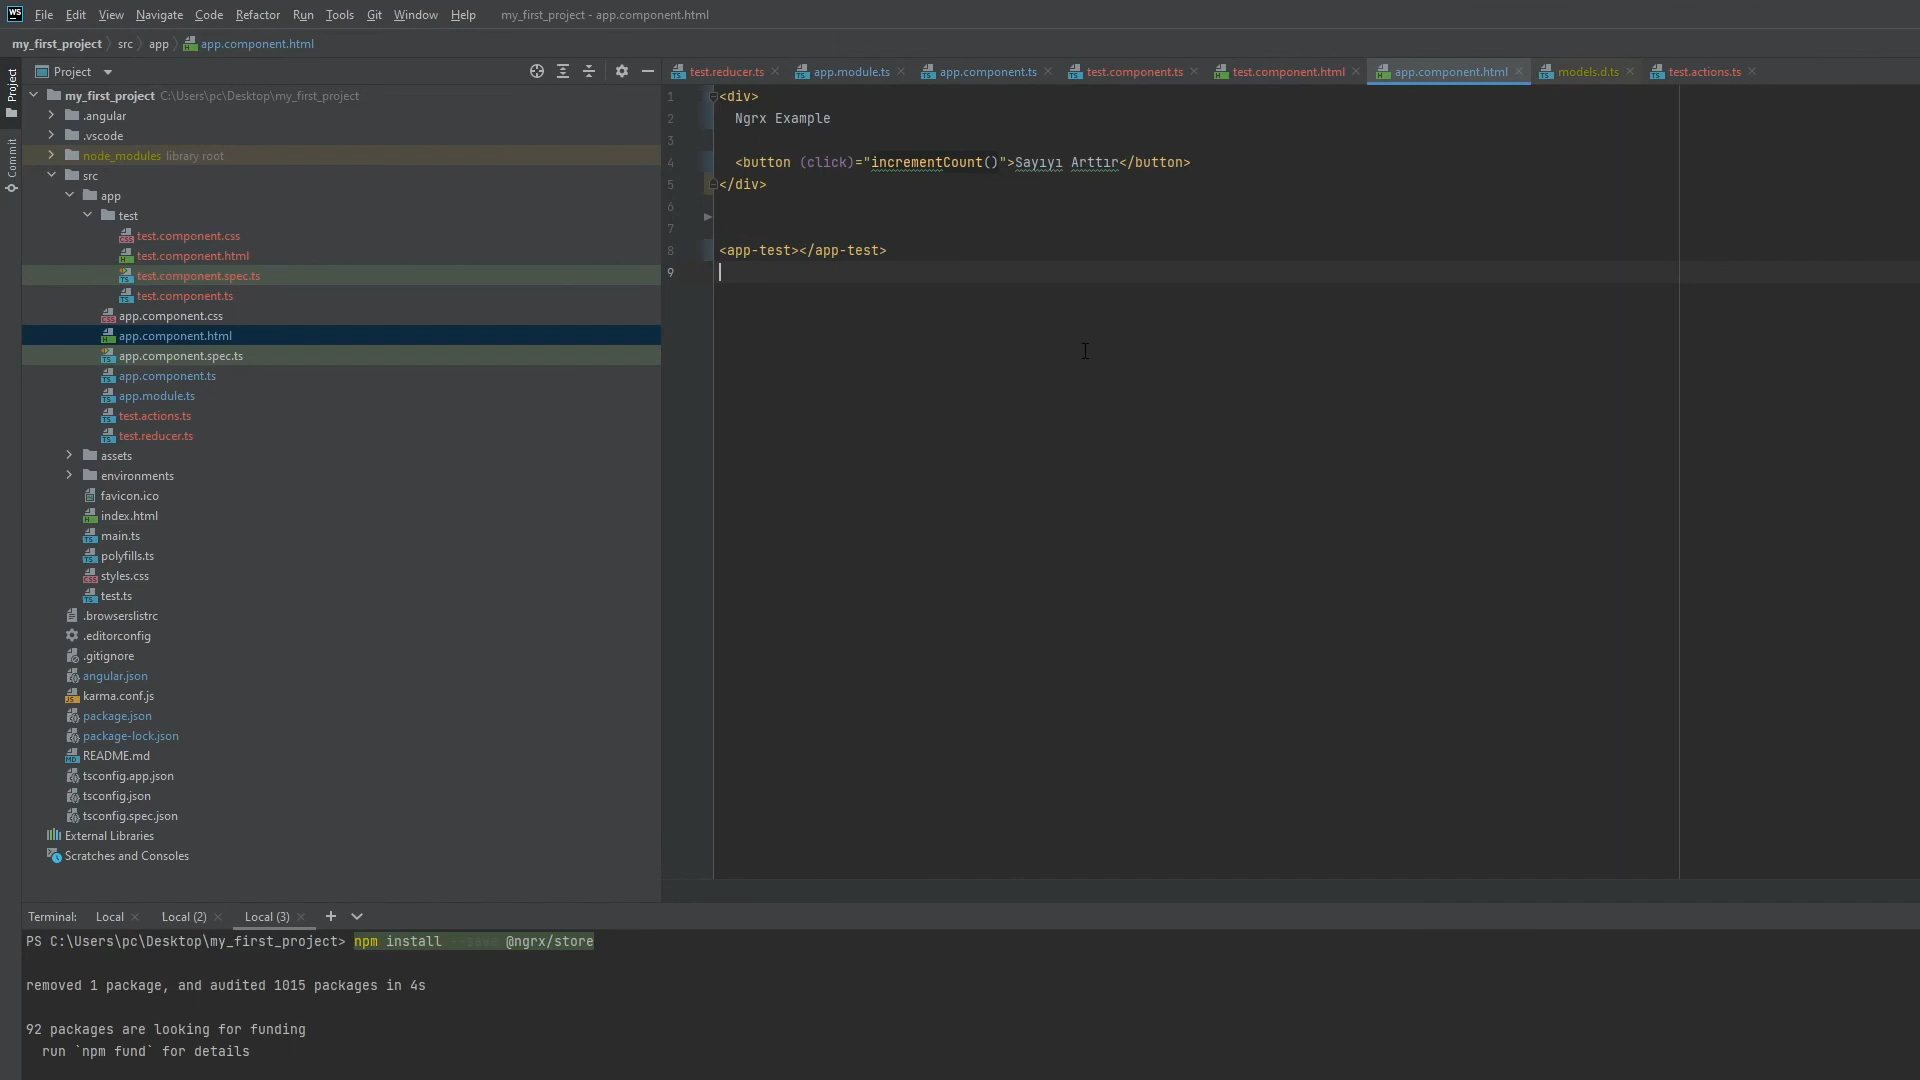 WS File Edit View Navigate Code Refactor Run Tools Git Window Help my_first_project - app.component.html
my_first_project src app app.component.html
Project
Commit
Project
my_first_project C:\Users\pc\Desktop\my_first_project
.angular
.vscode
node_modules library root
src
app
test
test.component.css
test.component.html
test.component.spec.ts
test.component.ts
app.component.css
app.component.html
app.component.spec.ts
app.component.ts
app.module.ts
test.actions.ts
test.reducer.ts
assets
environments
favicon.ico
index.html
main.ts
polyfills.ts
styles.css
test.ts
.browserslistrc
.editorconfig
.gitignore
angular.json
karma.conf.js
package.json
package-lock.json
README.md
tsconfig.app.json
tsconfig.json
tsconfig.spec.json
External Libraries
Scratches and Consoles
test.reducer.ts app.module.ts app.component.ts test.component.ts test.component.html app.component.html models.d.ts test.actions.ts
1 <div>
2 Ngrx Example
3
4 <button (click)="incrementCount()">Sayıyı Arttır</button>
5 </div>
6
7
8 <app-test></app-test>
9
Terminal: Local Local (2) Local (3)
PS C:\Users\pc\Desktop\my_first_project> npm install --save @ngrx/store
removed 1 package, and audited 1015 packages in 4s
92 packages are looking for funding
run `npm fund` for details